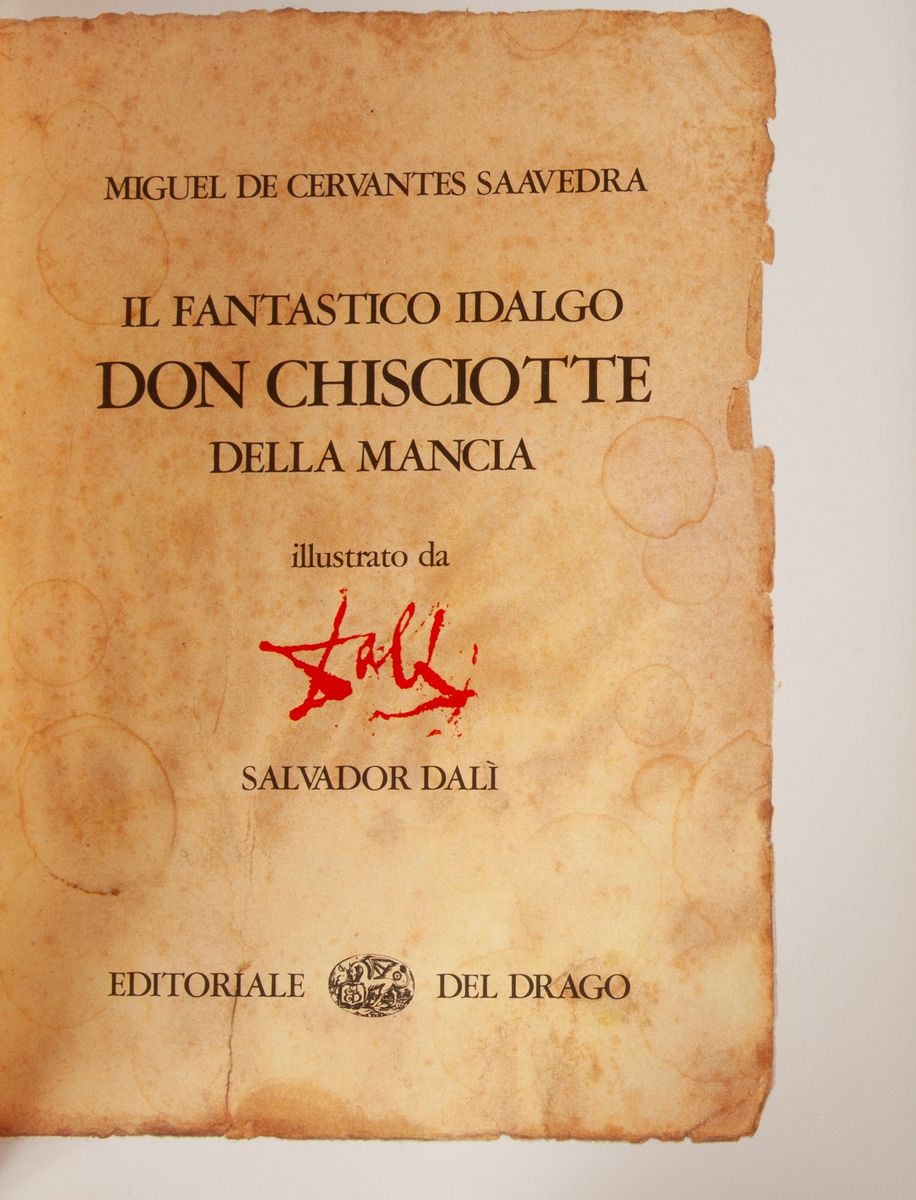 MIGUEL DE CERVANTES SAAVEDRA
IL FANTASTICO IDALGO
DON CHISCIOTTE
DELLA MANCIA
illustrato da
Dalí
SALVADOR DALÌ
EDITORIALE DEL DRAGO